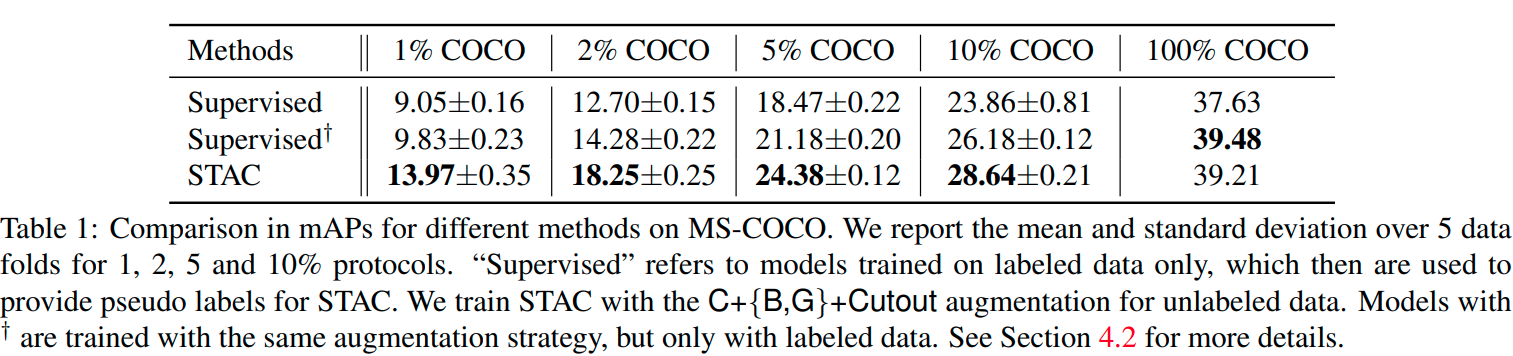 Methods 1% COCO 2% COCO 5% COCO 10% COCO 100% COCO
Supervised 9.05±0.16 12.70±0.15 18.47±0.22 23.86±0.81 37.63
Supervised† 9.83±0.23 14.28±0.22 21.18±0.20 26.18±0.12 39.48
STAC 13.97±0.35 18.25±0.25 24.38±0.12 28.64±0.21 39.21
Table 1: Comparison in mAPs for different methods on MS-COCO. We report the mean and standard deviation over 5 data
folds for 1, 2, 5 and 10% protocols. “Supervised” refers to models trained on labeled data only, which then are used to
provide pseudo labels for STAC. We train STAC with the C+{B,G}+Cutout augmentation for unlabeled data. Models with
† are trained with the same augmentation strategy, but only with labeled data. See Section 4.2 for more details.